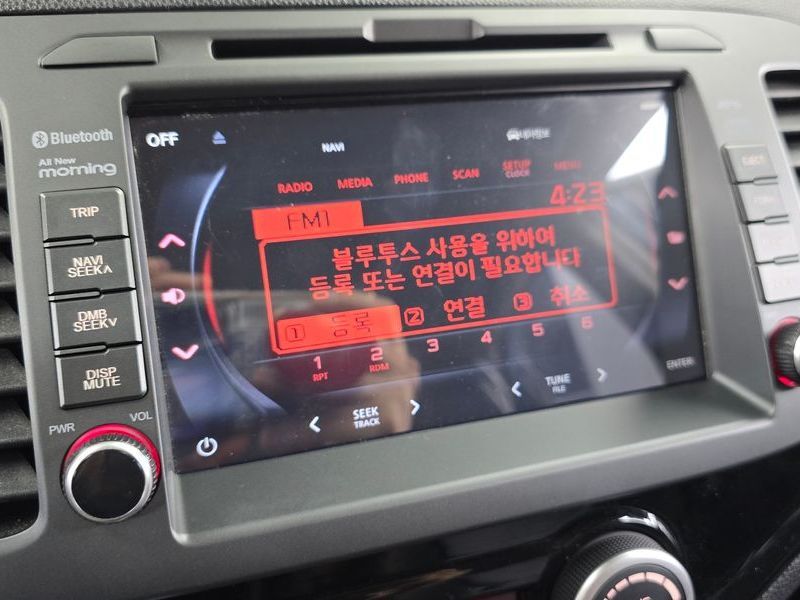 Bluetooth
All New
morning
TRIP
NAVI
SEEK∧
DMB
SEEK∨
DISP
MUTE
PWR
VOL
OFF
NAVI
RADIO
MEDIA
PHONE
SCAN
SETUP
CLOCK
MENU
FM1
4:23
블루투스 사용을 위하여
등록 또는 연결이 필요합니다
1 등록
2 연결
3 취소
1
RPT
2
RDM
3
4
5
6
SEEK
TRACK
TUNE
FILE
ENTER
EJECT